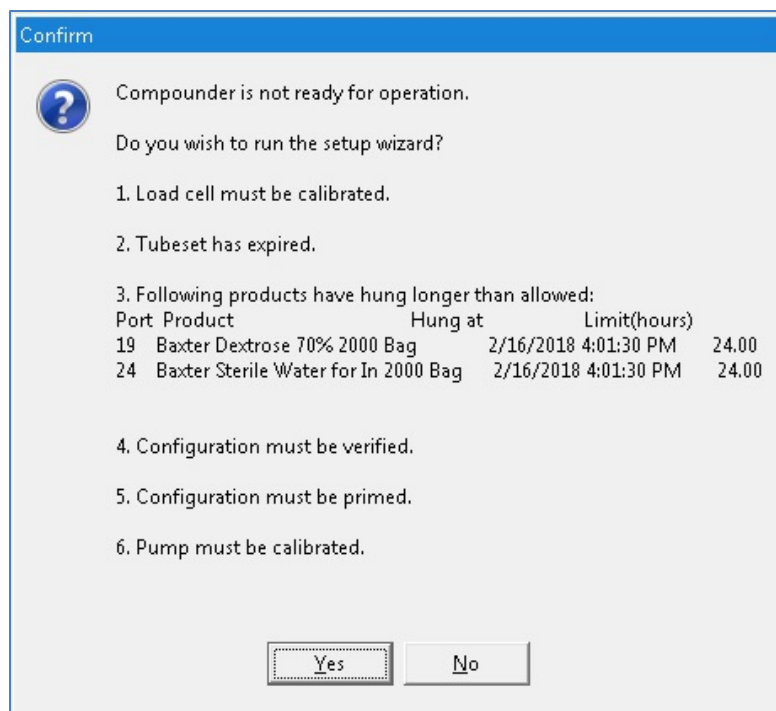 Confirm
Compounder is not ready for operation.
Do you wish to run the setup wizard?
1. Load cell must be calibrated.
2. Tubeset has expired.
3. Following products have hung longer than allowed:
Port Product Hung at Limit(hours)
19 Baxter Dextrose 70% 2000 Bag 2/16/2018 4:01:30 PM 24.00
24 Baxter Sterile Water for In 2000 Bag 2/16/2018 4:01:30 PM 24.00
4. Configuration must be verified.
5. Configuration must be primed.
6. Pump must be calibrated.
Yes No